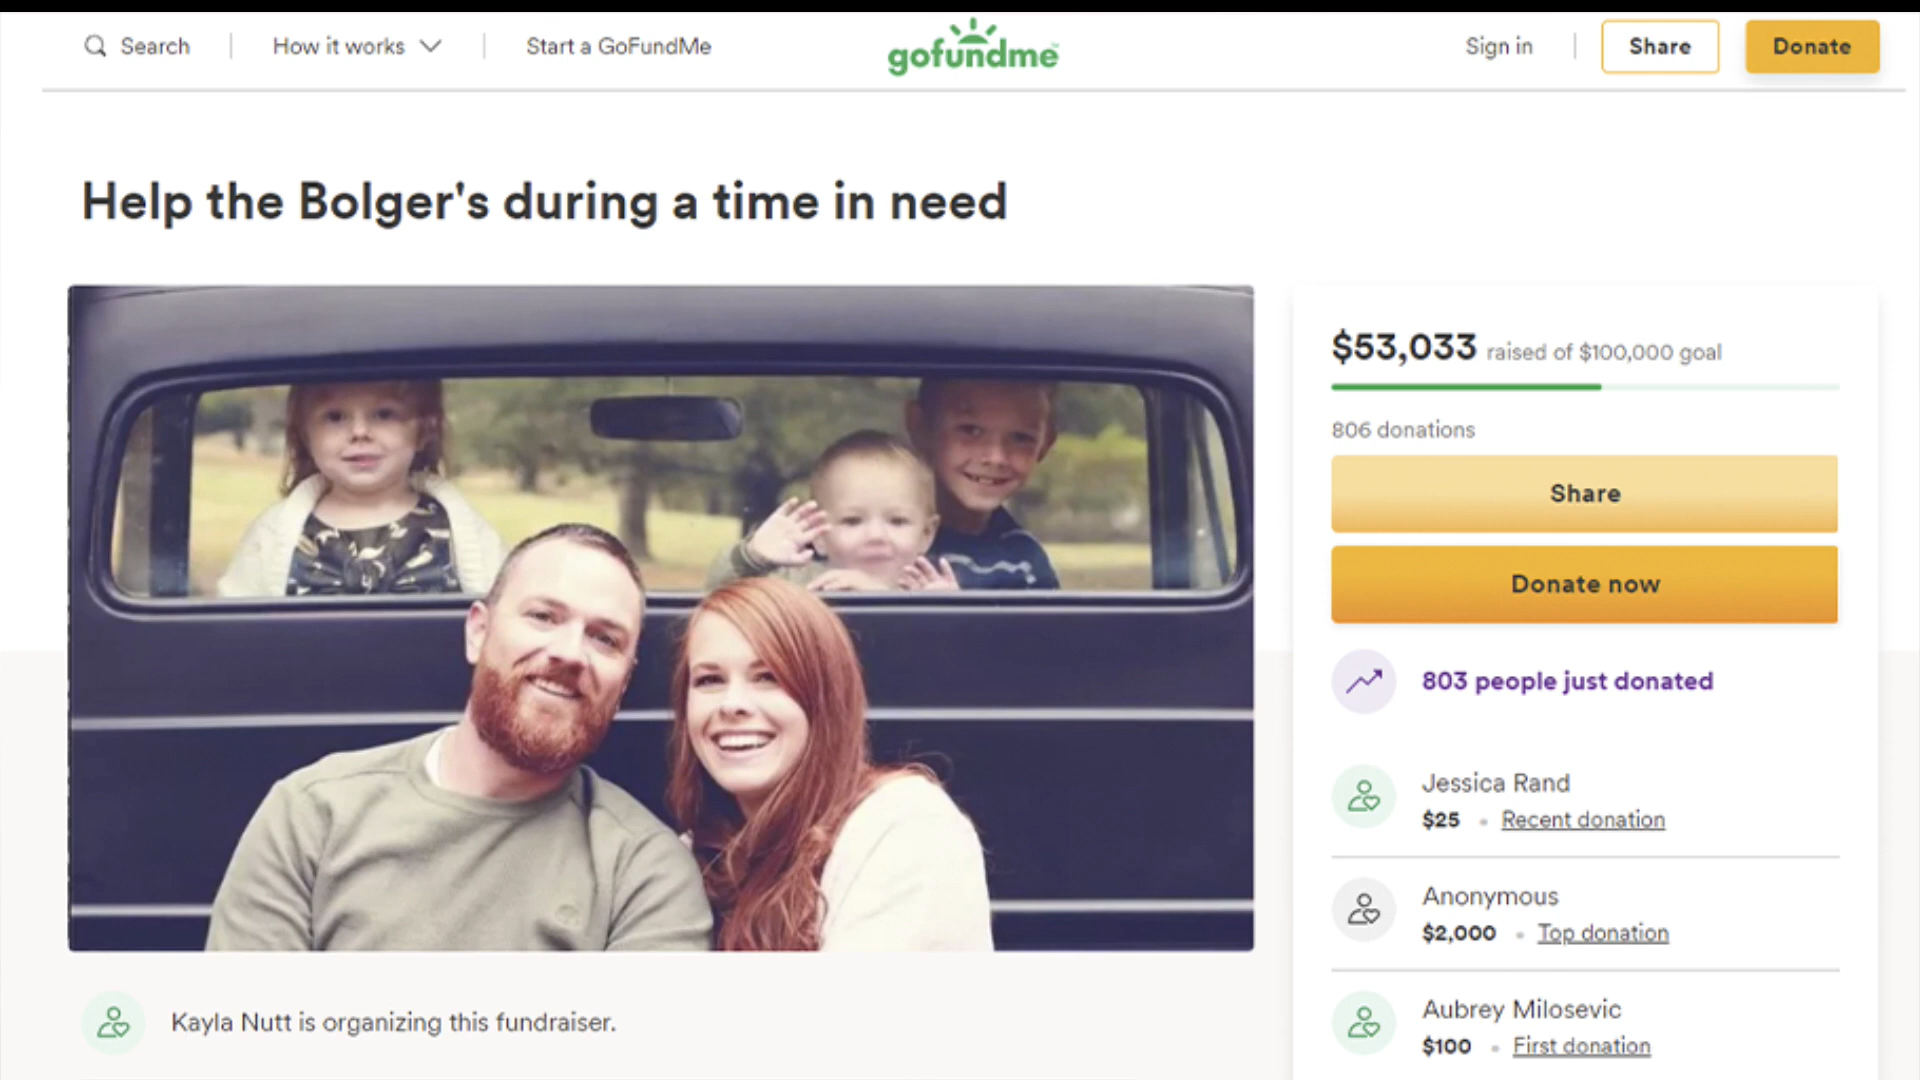 Search
How it works
Start a GoFundMe
gofundme
Sign in
Share
Donate
Help the Bolger's during a time in need
$53,033 raised of $100,000 goal
806 donations
Share
Donate now
803 people just donated
Jessica Rand
$25 • Recent donation
Anonymous
$2,000 • Top donation
Aubrey Milosevic
$100 • First donation
Kayla Nutt is organizing this fundraiser.